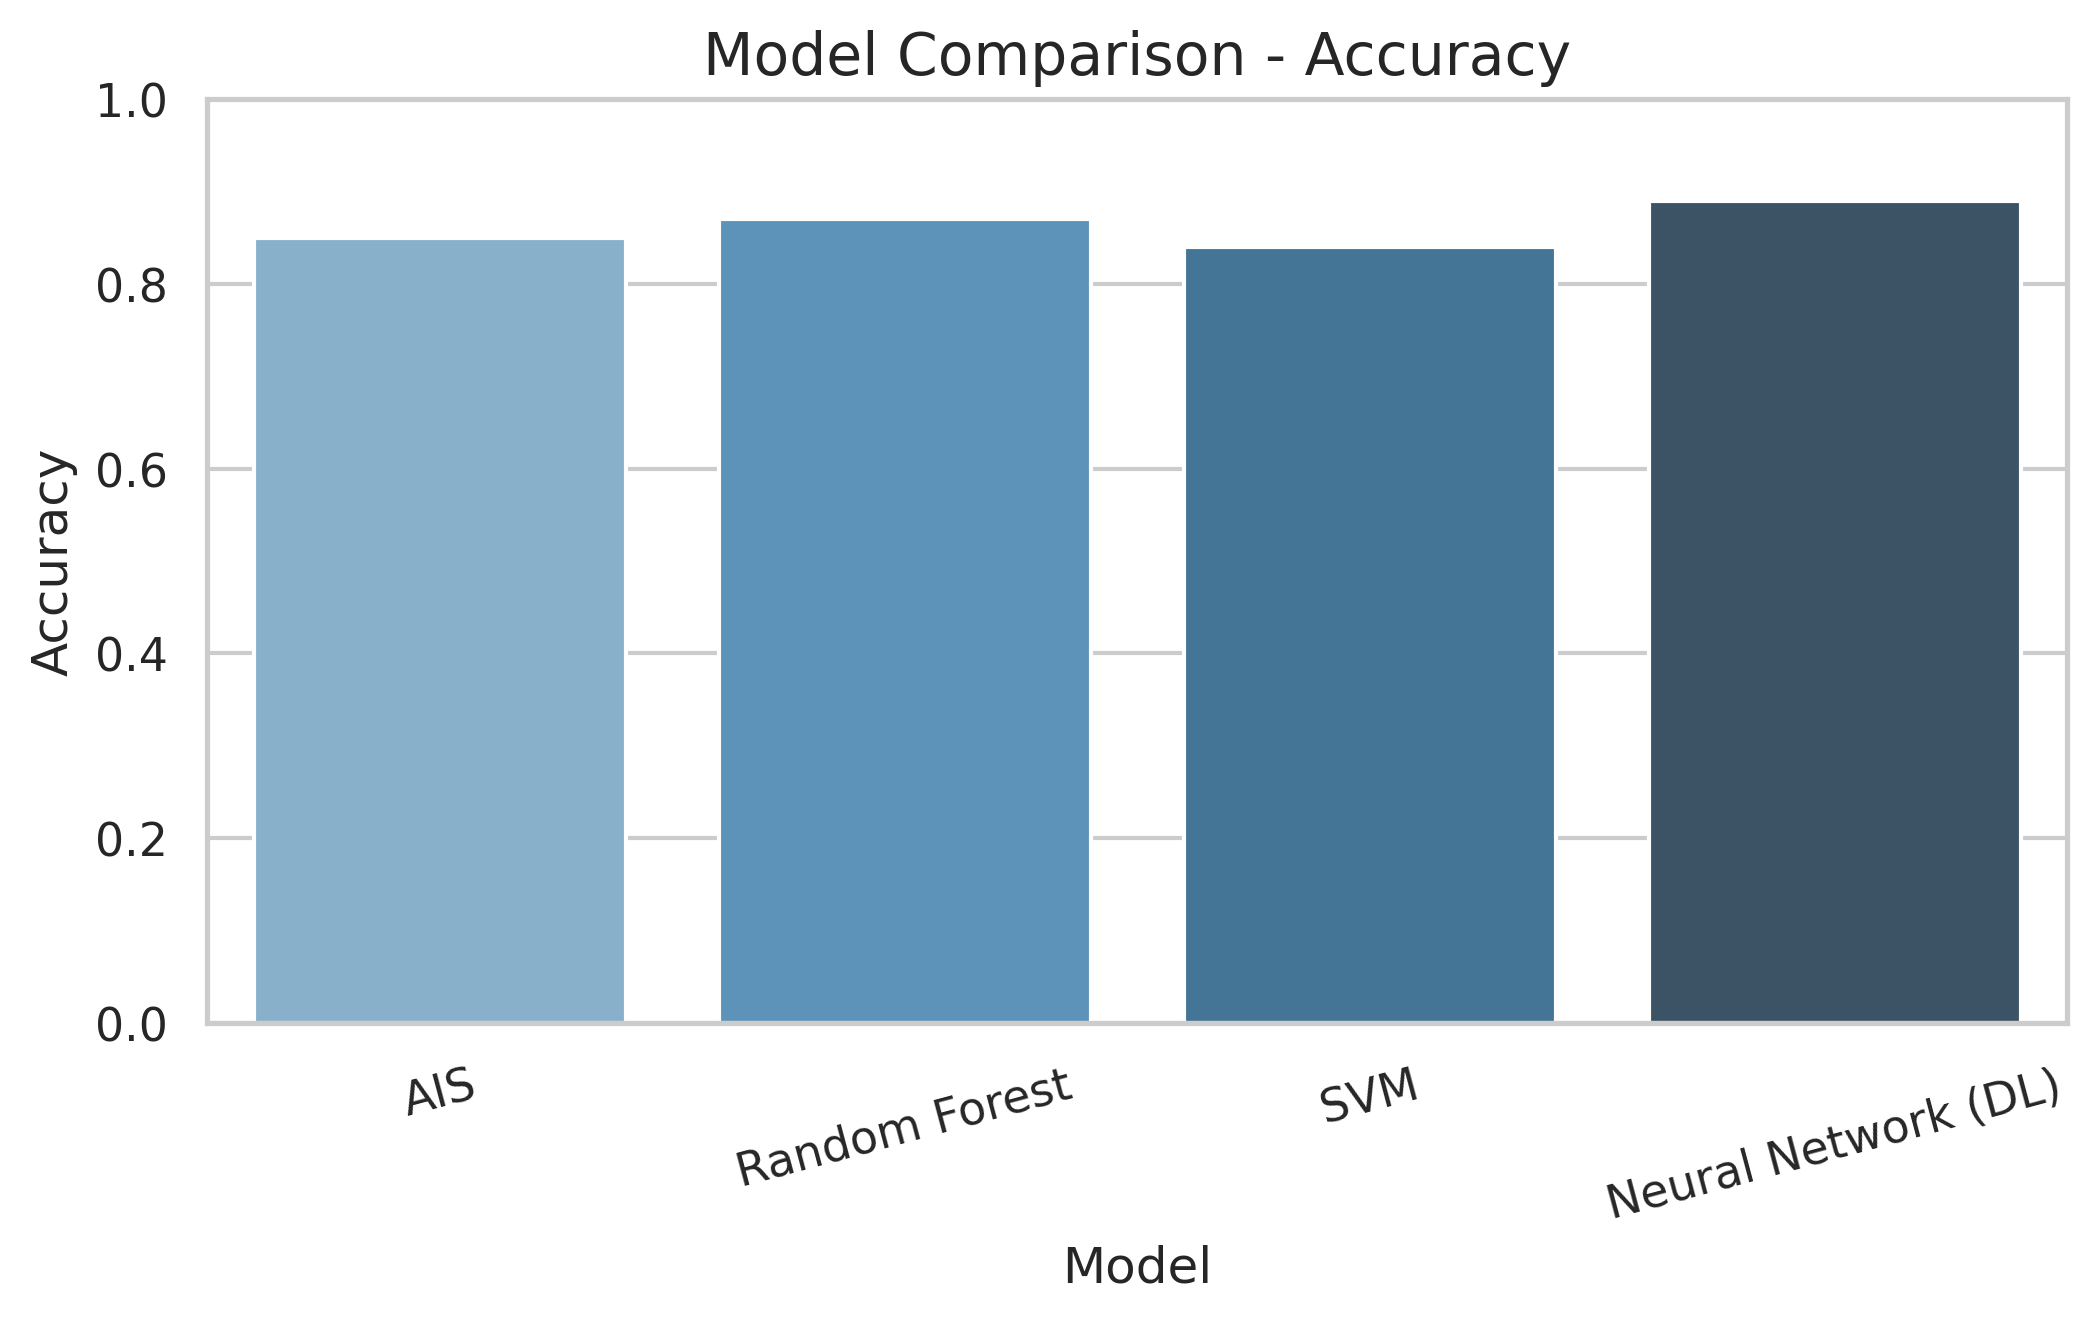 Model Comparison - Accuracy
1.0
0.8
0.6
0.4
0.2
0.0
Accuracy
AIS
Random Forest
SVM
Neural Network (DL)
Model